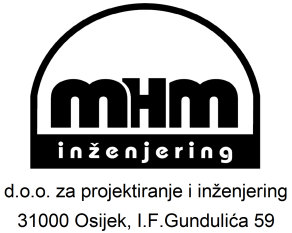 mHm
inženjering
d.o.o. za projektiranje i inženjering
31000 Osijek, I.F.Gundulića 59